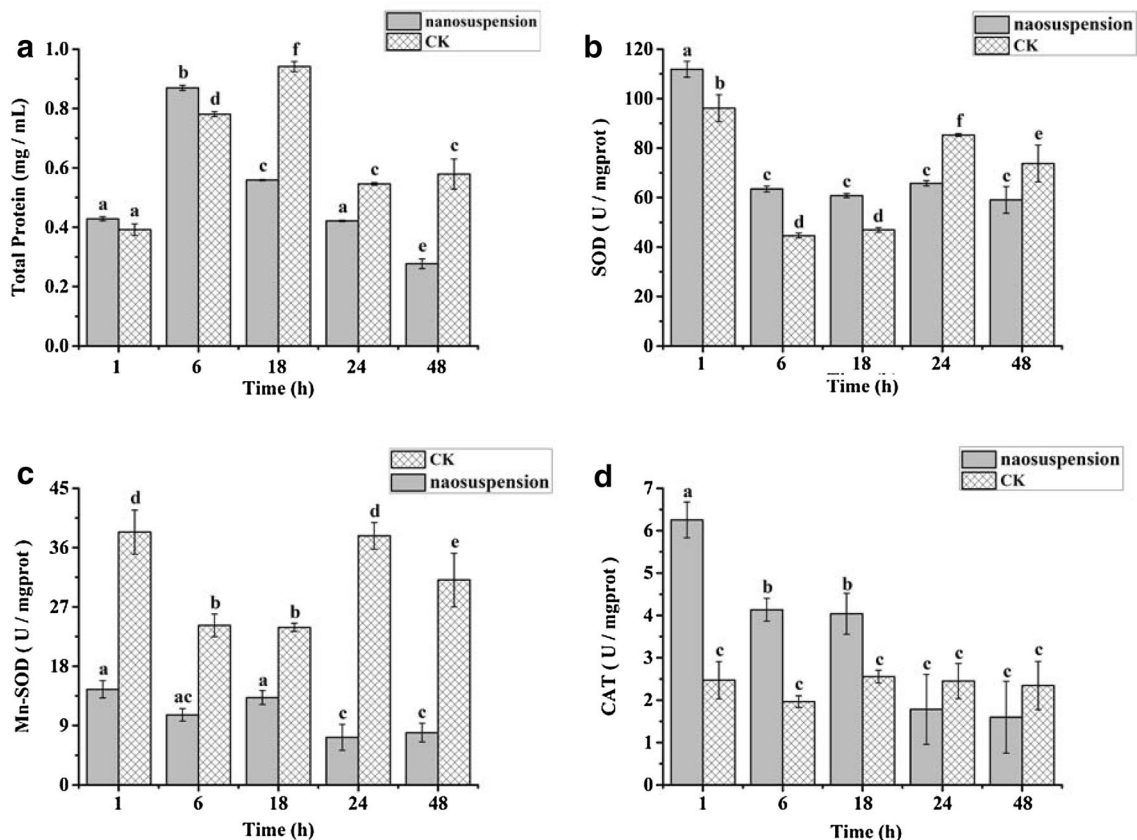 a
nanosuspension
CK
Total Protein (mg / mL)
1.0
0.8
0.6
0.4
0.2
0.0
a a b d c f a c e c
1 6 18 24 48
Time (h)
b
naosuspension
CK
SOD ( U / mgprot)
120
100
80
60
40
20
0
a b c d c d c f c e
1 6 18 24 48
Time (h)
c
CK
naosuspension
Mn-SOD ( U / mgprot)
45
36
27
18
9
0
a d ac b a b c d c e
1 6 18 24 48
Time (h)
d
naosuspension
CK
CAT ( U / mgprot)
7
6
5
4
3
2
1
0
a c b c b c c c c c
1 6 18 24 48
Time (h)